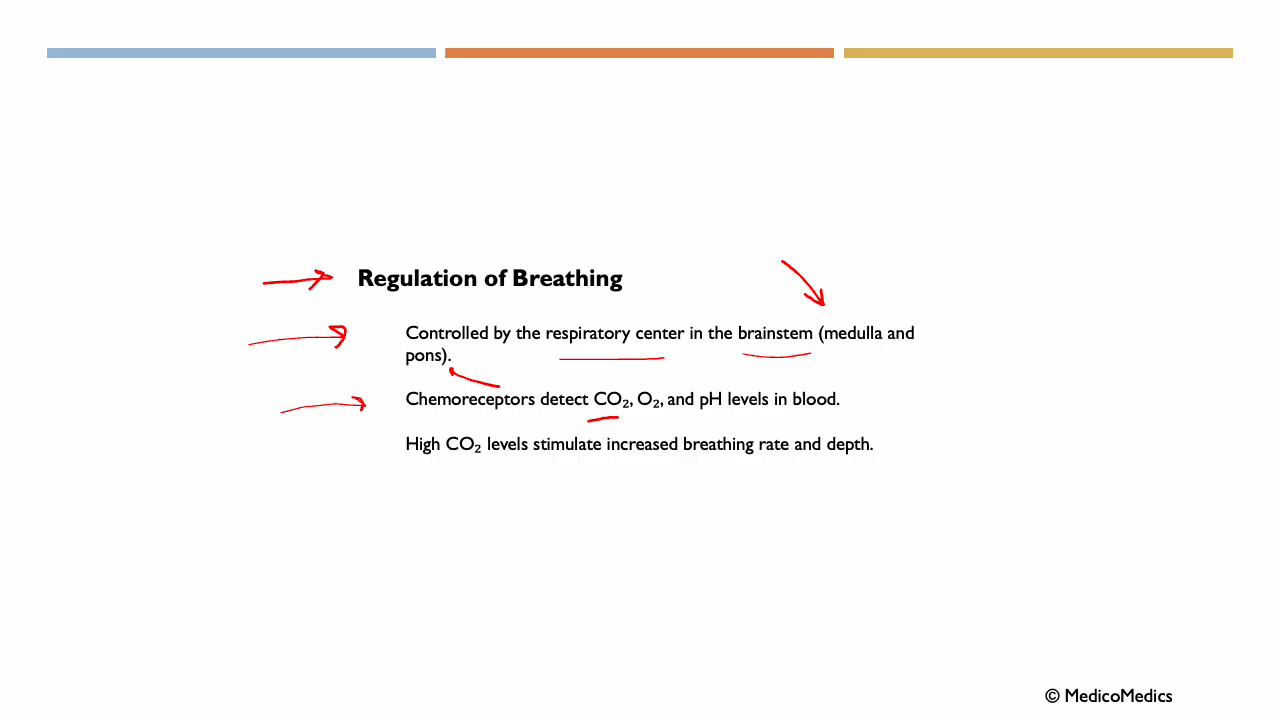 Regulation of Breathing
Controlled by the respiratory center in the brainstem (medulla and
pons).
Chemoreceptors detect CO₂, O₂, and pH levels in blood.
High CO₂ levels stimulate increased breathing rate and depth.
© MedicoMedics